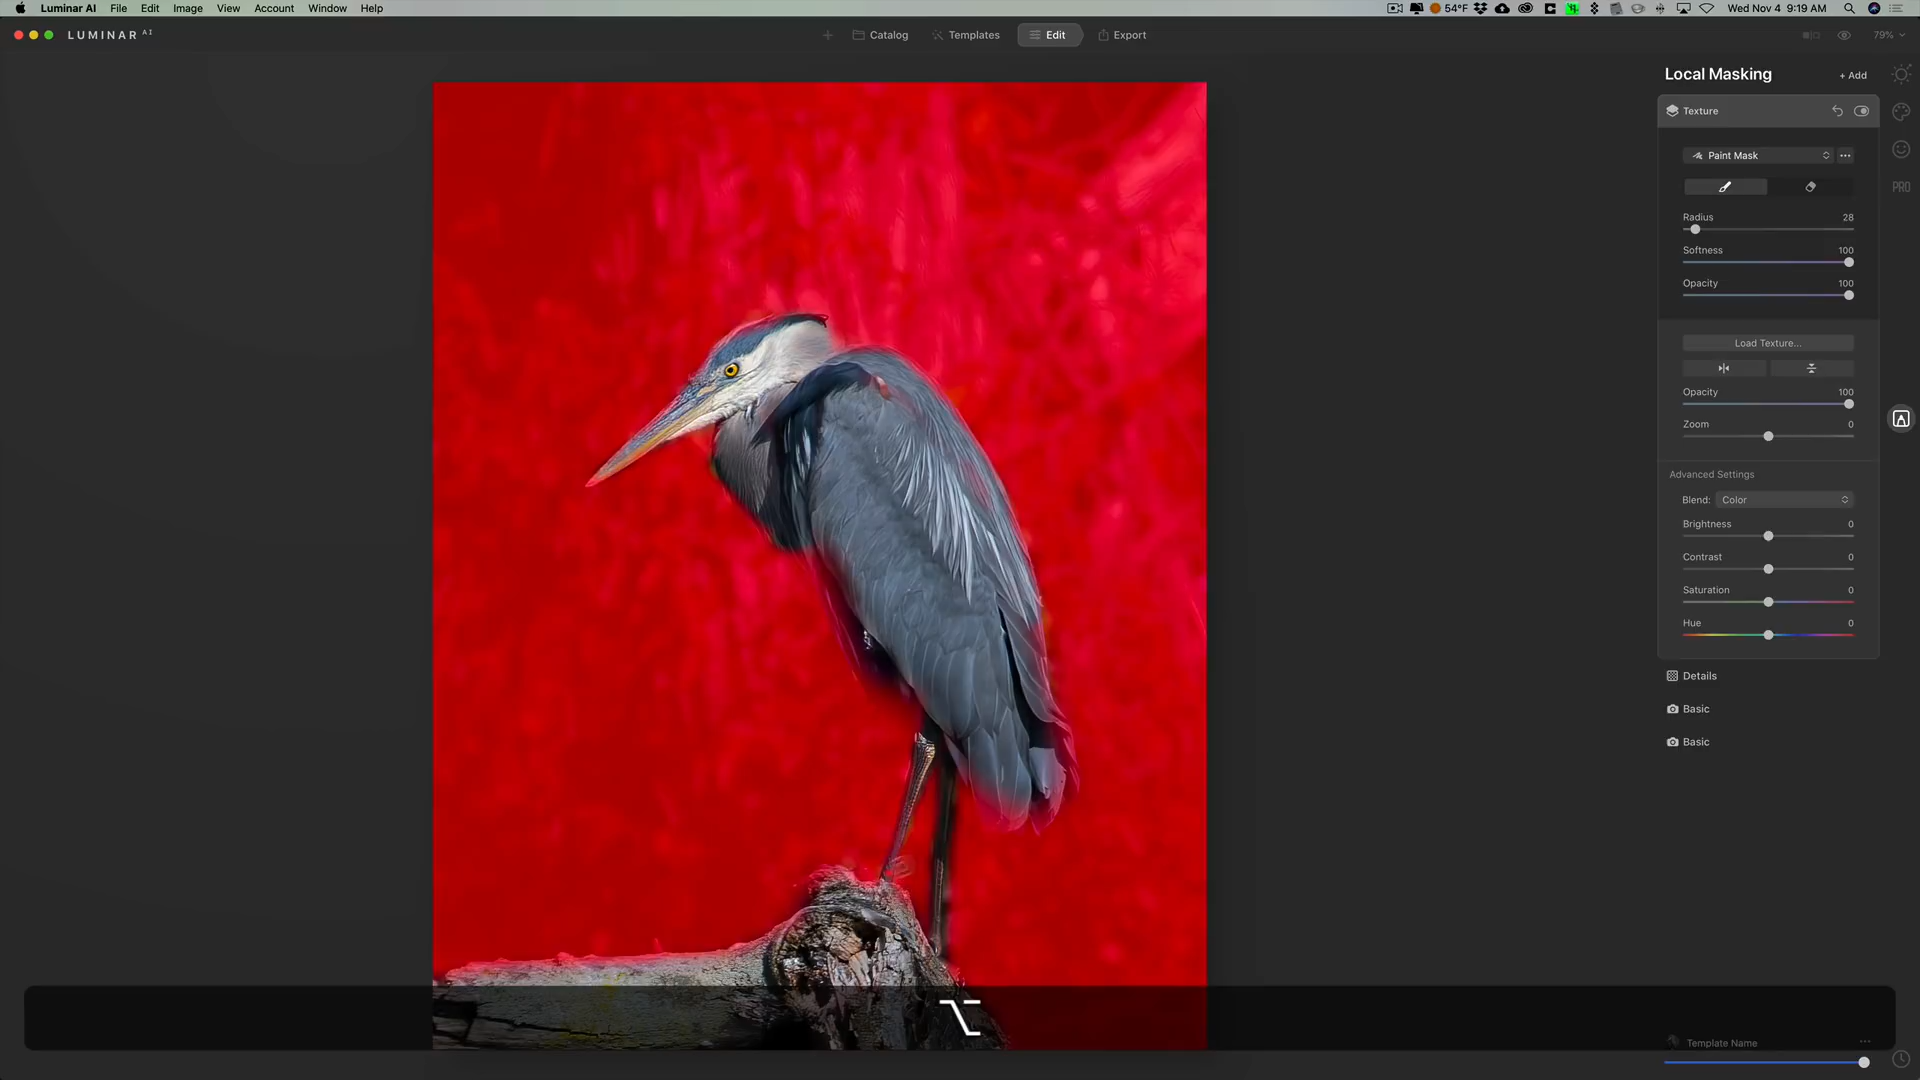 Luminar AI File Edit Image View Account Window Help 54°F Wed Nov 4 9:19 AM
LUMINAR AI Catalog Templates Edit Export 79%
Local Masking + Add
Texture
Paint Mask
PRO
Radius 28
Softness 100
Opacity 100
Load Texture...
Opacity 100
Zoom 0
Advanced Settings
Blend: Color
Brightness 0
Contrast 0
Saturation 0
Hue 0
Details
Basic
Basic
Template Name